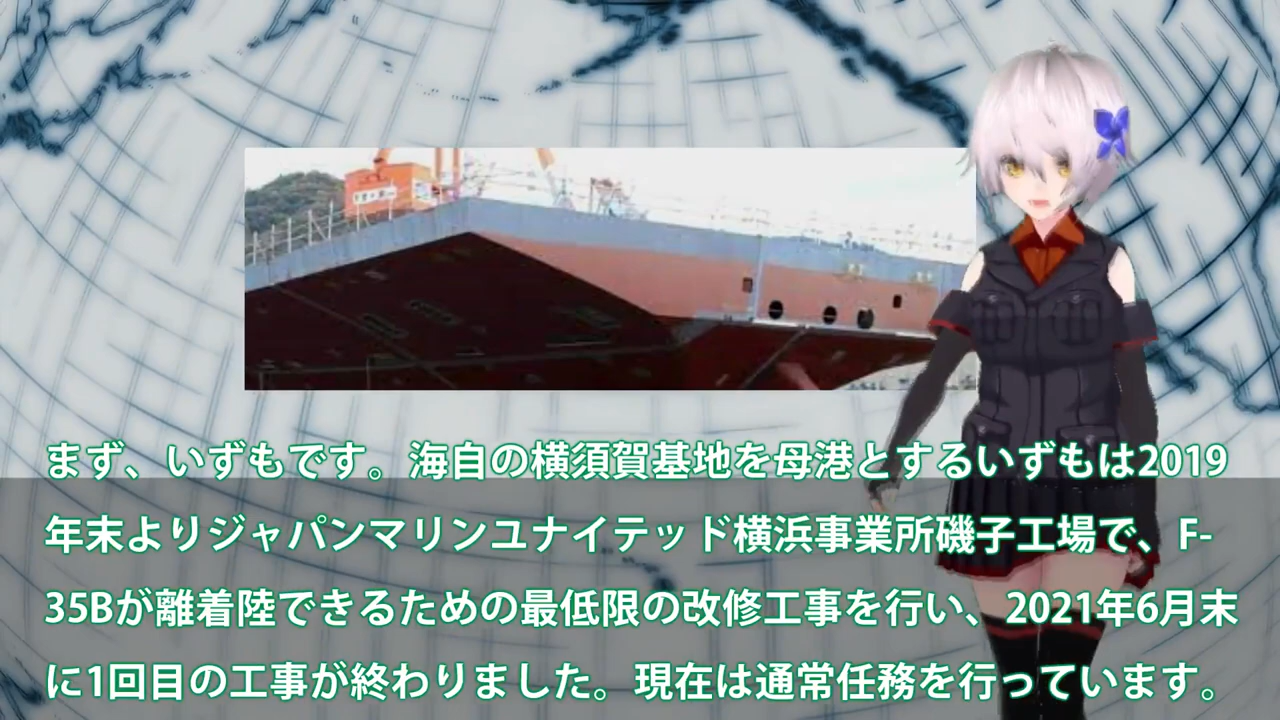 まず、いずもです。海自の横須賀基地を母港とするいずもは2019
年末よりジャパンマリンユナイテッド横浜事業所磯子工場で、F-
35Bが離着陸できるための最低限の改修工事を行い、2021年6月末
に1回目の工事が終わりました。現在は通常任務を行っています。